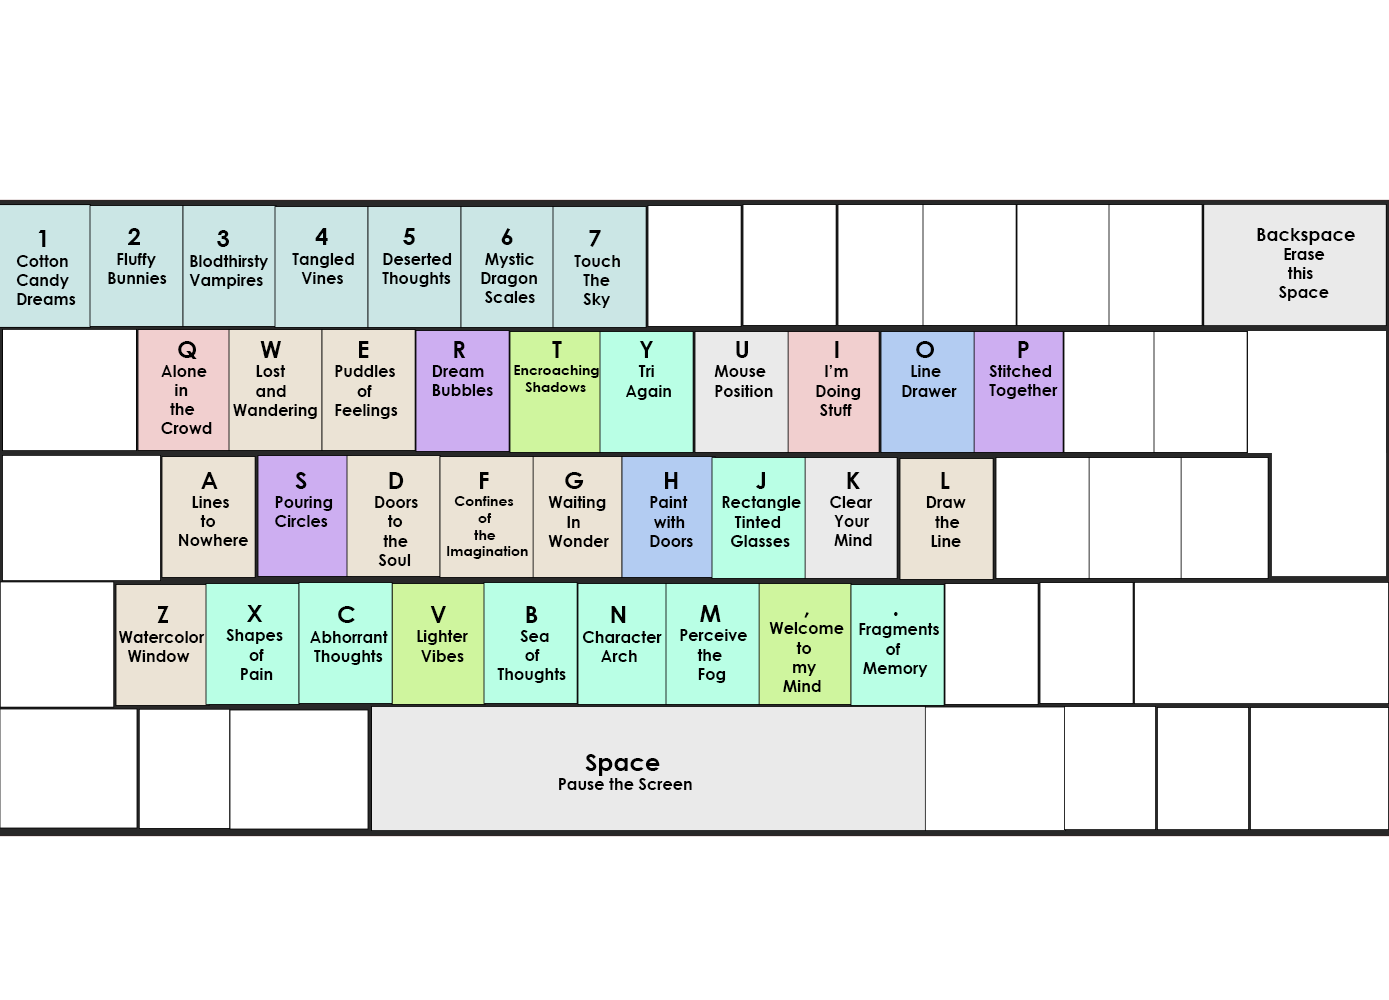 1
Cotton
Candy
Dreams
2
Fluffy
Bunnies
3
Blodthirsty
Vampires
4
Tangled
Vines
5
Deserted
Thoughts
6
Mystic
Dragon
Scales
7
Touch
The
Sky
Backspace
Erase
this
Space
Q
Alone
in
the
Crowd
W
Lost
and
Wandering
E
Puddles
of
Feelings
R
Dream
Bubbles
T
Encroaching
Shadows
Y
Tri
Again
U
Mouse
Position
I
I'm
Doing
Stuff
O
Line
Drawer
P
Stitched
Together
A
Lines
to
Nowhere
S
Pouring
Circles
D
Doors
to
the
Soul
F
Confines
of
the
Imagination
G
Waiting
In
Wonder
H
Paint
with
Doors
J
Rectangle
Tinted
Glasses
K
Clear
Your
Mind
L
Draw
the
Line
Z
Watercolor
Window
X
Shapes
of
Pain
C
Abhorrant
Thoughts
V
Lighter
Vibes
B
Sea
of
Thoughts
N
Character
Arch
M
Perceive
the
Fog
,
Welcome
to
my
Mind
.
Fragments
of
Memory
Space
Pause the Screen